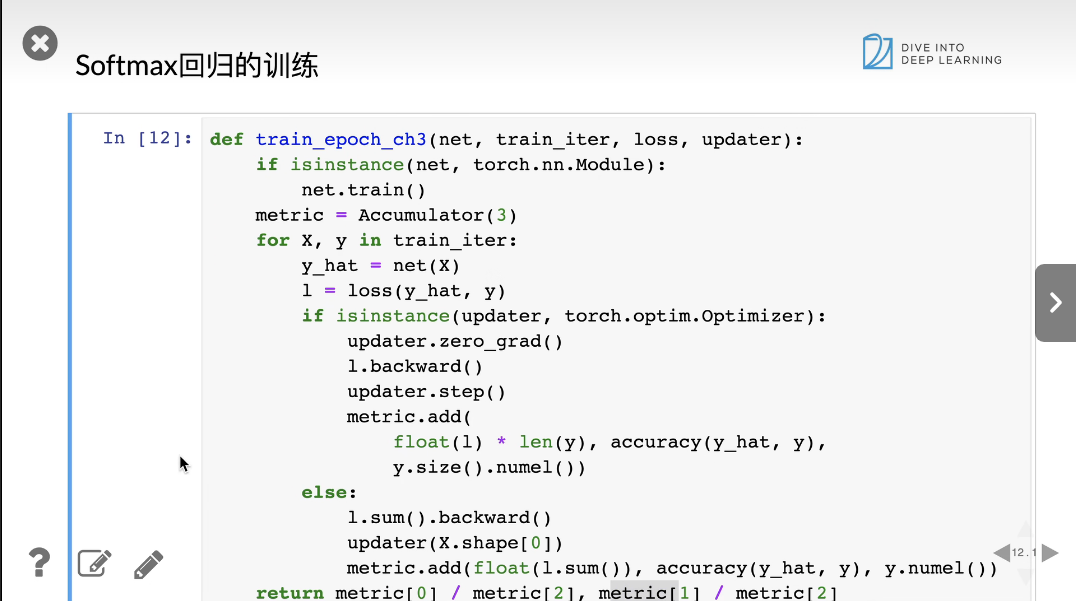 Softmax回归的训练
DIVE INTO
DEEP LEARNING
In [12]:
def train_epoch_ch3(net, train_iter, loss, updater):
    if isinstance(net, torch.nn.Module):
        net.train()
    metric = Accumulator(3)
    for X, y in train_iter:
        y_hat = net(X)
        l = loss(y_hat, y)
        if isinstance(updater, torch.optim.Optimizer):
            updater.zero_grad()
            l.backward()
            updater.step()
            metric.add(
                float(l) * len(y), accuracy(y_hat, y),
                y.size().numel())
        else:
            l.sum().backward()
            updater(X.shape[0])
            metric.add(float(l.sum()), accuracy(y_hat, y), y.numel())
    return metric[0] / metric[2], metric[1] / metric[2]
12.1